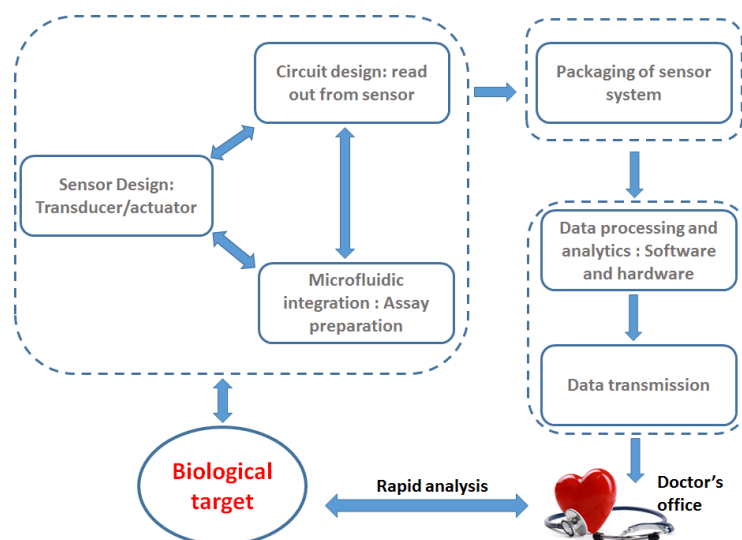 Circuit design: read
out from sensor
Packaging of sensor
system
Sensor Design:
Transducer/actuator
Data processing and
analytics : Software
and hardware
Microfluidic
integration : Assay
preparation
Data transmission
Biological
target
Rapid analysis
Doctor's
office